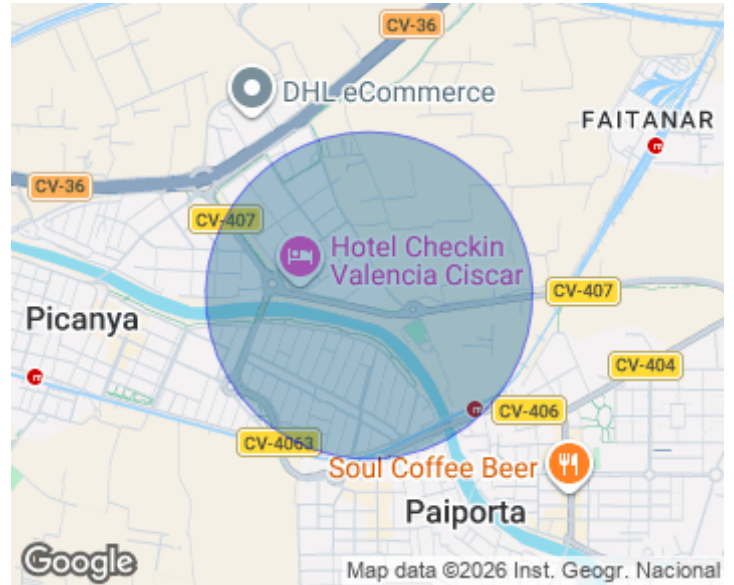 CV-36
DHL eCommerce
FAITANAR
m
CV-36
CV-407
Hotel Checkin
Valencia Ciscar
CV-407
Picanya
CV-404
m
m
CV-406
CV-4063
Soul Coffee Beer
Paiporta
Google
Map data ©2026 Inst. Geogr. Nacional